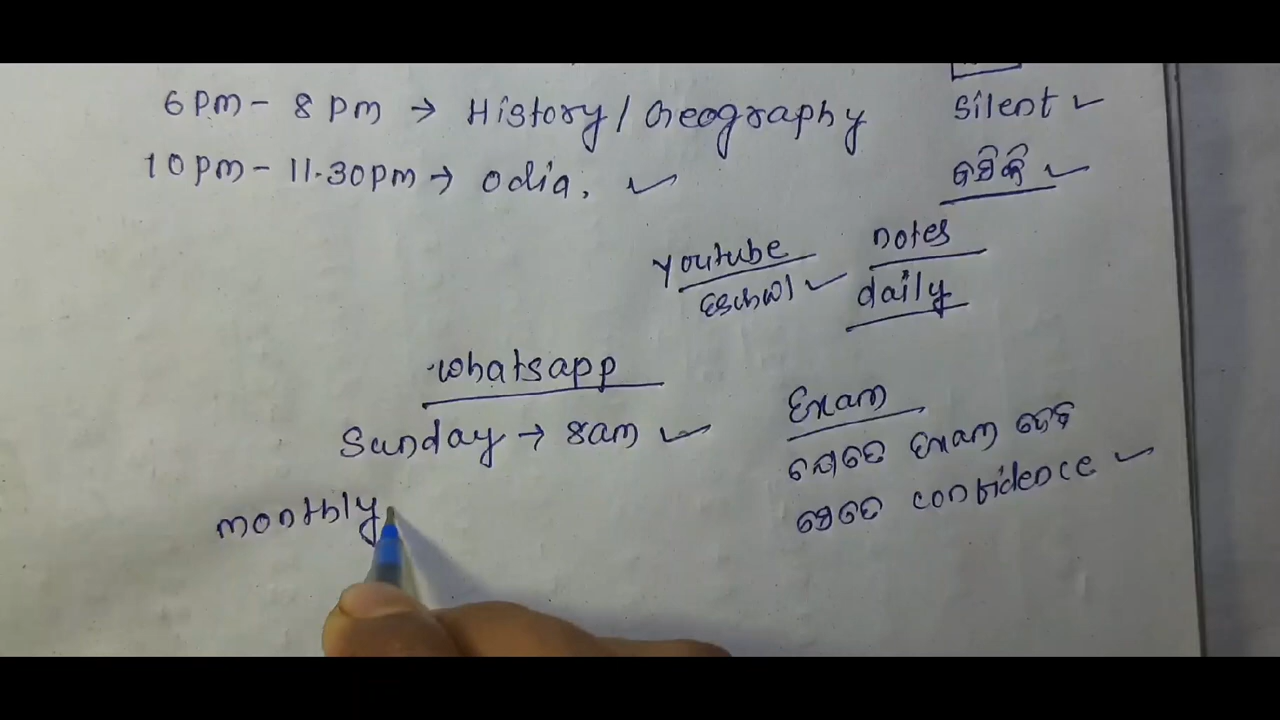 6pm - 8pm → History / Geography
10pm - 11.30pm → odia.
Silent
youtube
notes
daily
whatsapp
Sunday → 8am
Exam
ଯେତେ Exam ଦେବ
ସେତେ confidence
monthly